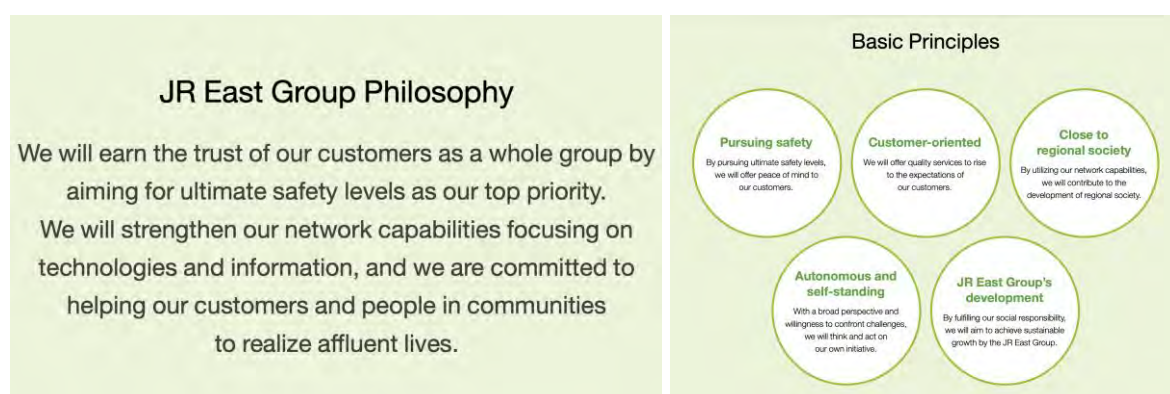 JR East Group Philosophy
We will earn the trust of our customers as a whole group by
aiming for ultimate safety levels as our top priority.
We will strengthen our network capabilities focusing on
technologies and information, and we are committed to
helping our customers and people in communities
to realize affluent lives.
Basic Principles
Pursuing safety
By pursuing ultimate safety levels,
we will offer peace of mind to
our customers.
Customer-oriented
We will offer quality services to rise
to the expectations of
our customers.
Close to
regional society
By utilizing our network capabilities,
we will contribute to the
development of regional society.
Autonomous and
self-standing
With a broad perspective and
willingness to confront challenges,
we will think and act on
our own initiative.
JR East Group's
development
By fulfilling our social responsibility,
we will aim to achieve sustainable
growth by the JR East Group.